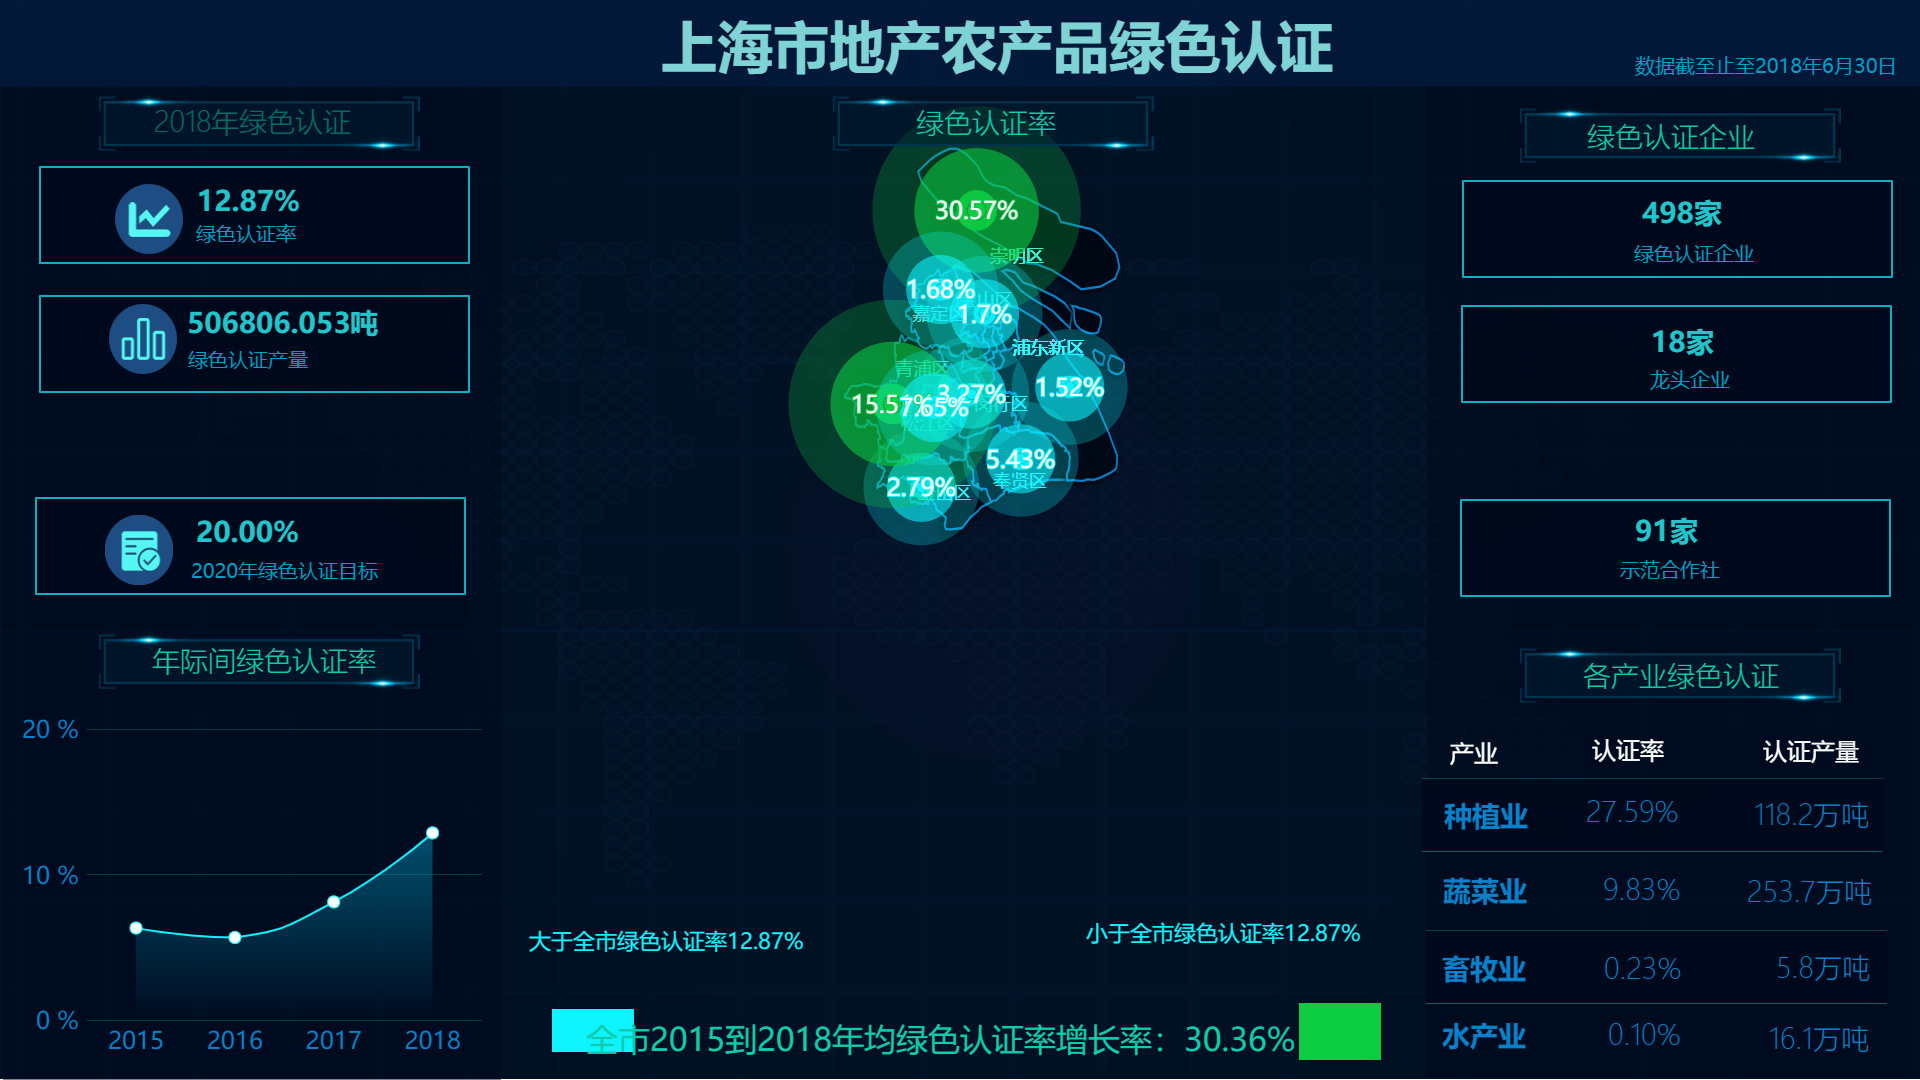 上海市地产农产品绿色认证
数据截至止至2018年6月30日
2018年绿色认证
12.87%
绿色认证率
506806.053吨
绿色认证产量
20.00%
2020年绿色认证目标
年际间绿色认证率
20 %
10 %
0 %
2015 2016 2017 2018
绿色认证率
30.57%
崇明区
1.68%
嘉定区
山区
1.7%
浦东新区
青浦区
1.52%
3.27%
15.57%
7.65%
闵行区
松江区
5.43%
奉贤区
2.79%
区
大于全市绿色认证率12.87%
小于全市绿色认证率12.87%
全市2015到2018年均绿色认证率增长率：30.36%
绿色认证企业
498家
绿色认证企业
18家
龙头企业
91家
示范合作社
各产业绿色认证
产业 认证率 认证产量
种植业 27.59% 118.2万吨
蔬菜业 9.83% 253.7万吨
畜牧业 0.23% 5.8万吨
水产业 0.10% 16.1万吨